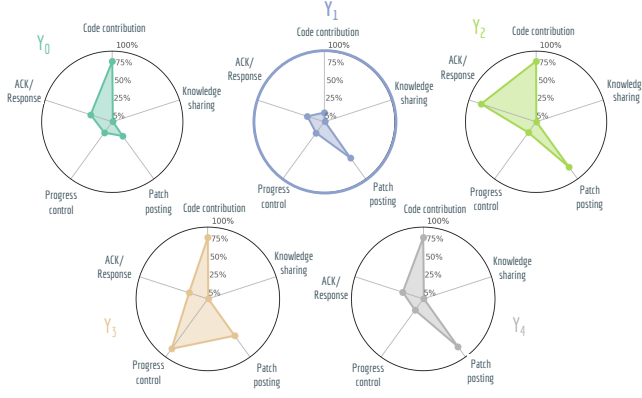 Y0
Code contribution
100%
75%
50%
25%
5%
Knowledge
sharing
Patch
posting
Progress
control
ACK/
Response
Y1
Code contribution
100%
75%
50%
25%
5%
Knowledge
sharing
Patch
posting
Progress
control
ACK/
Response
Y2
Code contribution
100%
75%
50%
25%
5%
Knowledge
sharing
Patch
posting
Progress
control
ACK/
Response
Y3
Code contribution
100%
75%
50%
25%
5%
Knowledge
sharing
Patch
posting
Progress
control
ACK/
Response
Y4
Code contribution
100%
75%
50%
25%
5%
Knowledge
sharing
Patch
posting
Progress
control
ACK/
Response